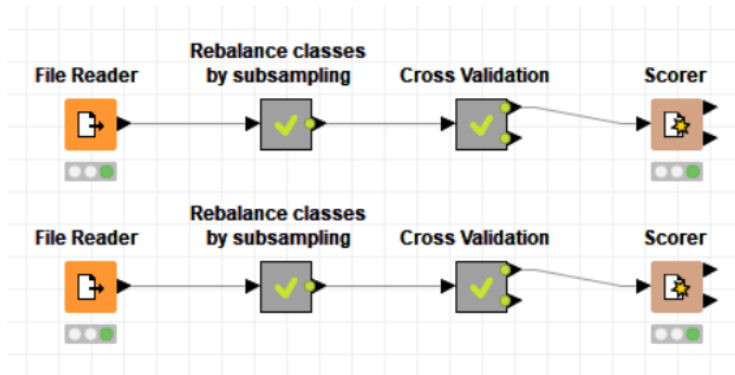 Rebalance classes
File Reader by subsampling Cross Validation Scorer
Rebalance classes
File Reader by subsampling Cross Validation Scorer